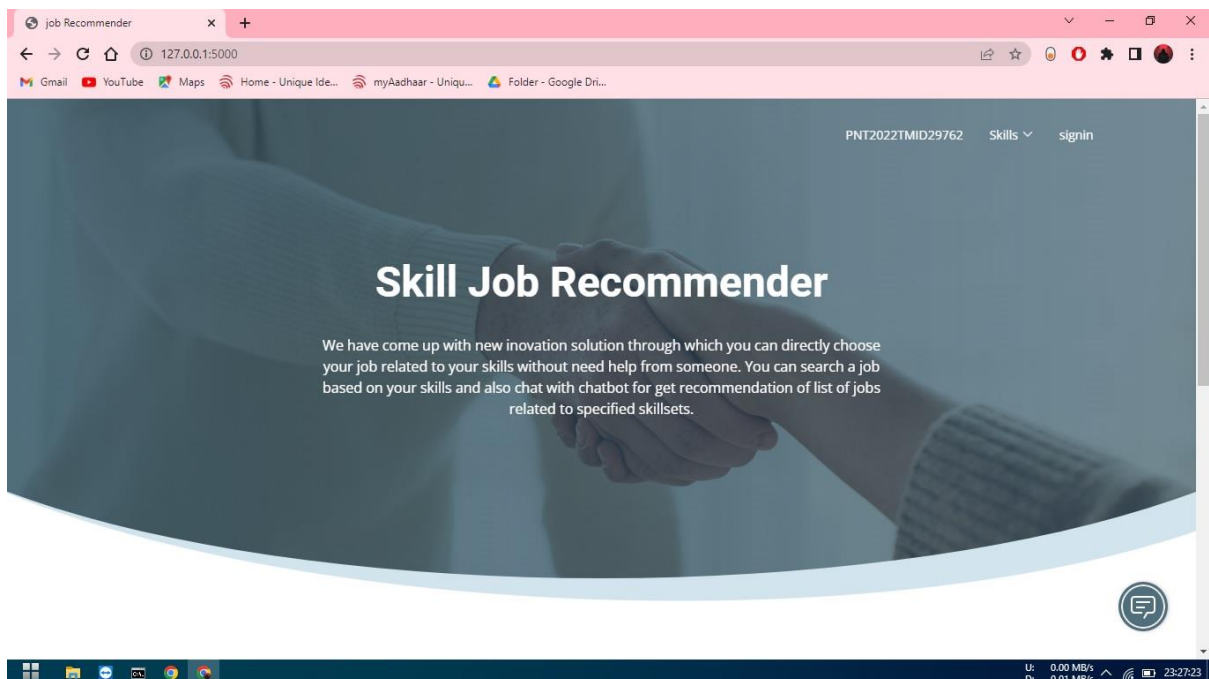 job Recommender
127.0.0.1:5000
Gmail YouTube Maps Home - Unique Ide... myAadhaar - Uniqu... Folder - Google Dri...
PNT2022TMID29762 Skills signin
Skill Job Recommender
We have come up with new inovation solution through which you can directly choose
your job related to your skills without need help from someone. You can search a job
based on your skills and also chat with chatbot for get recommendation of list of jobs
related to specified skillsets.
U: 0.00 MB/s
D: 0.01 MB/s
23:27:23